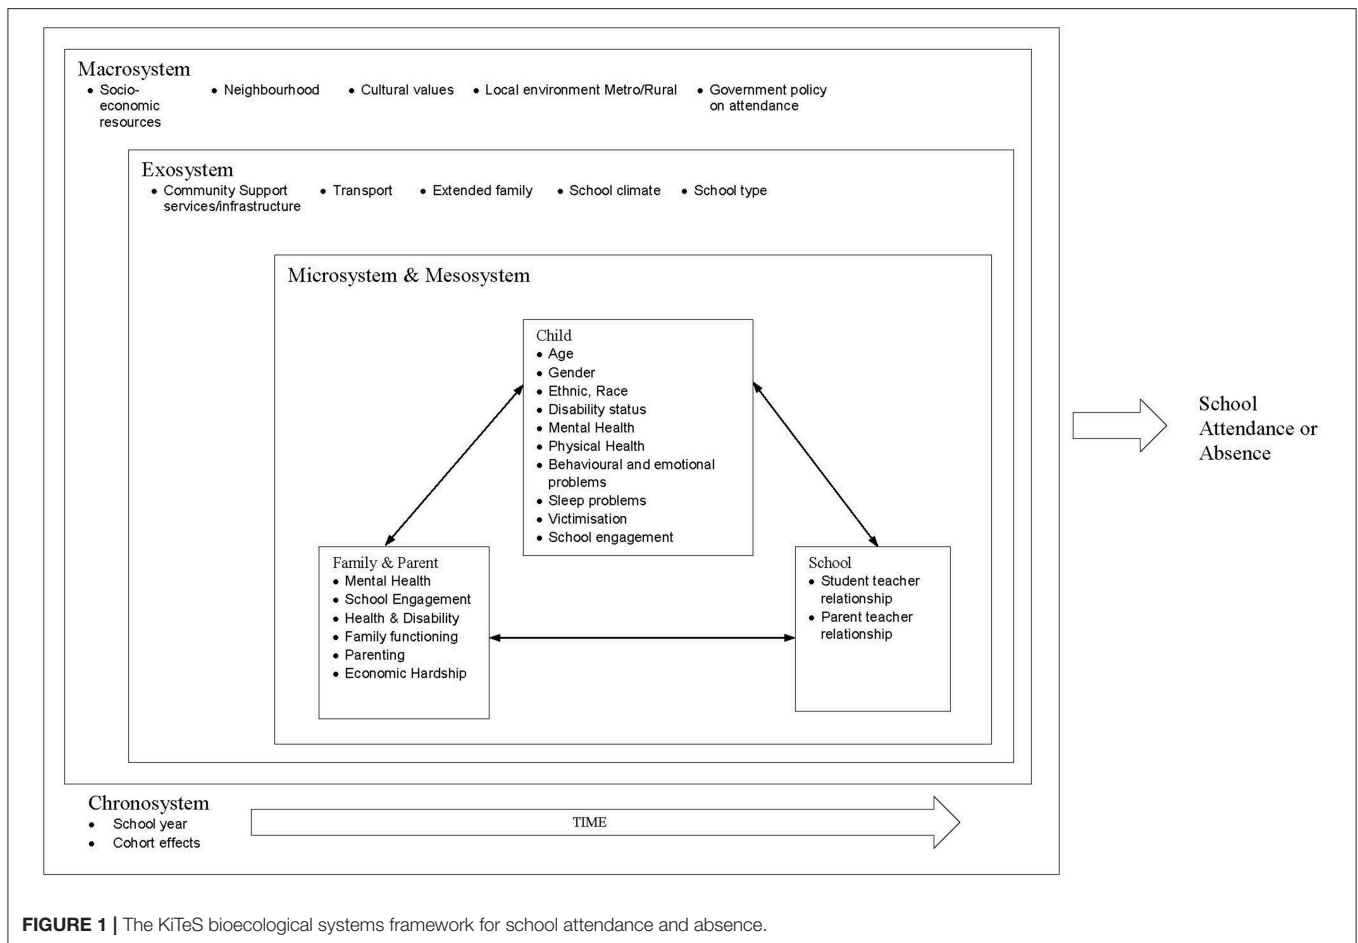 Macrosystem
• Socio-
economic
resources
• Neighbourhood
• Cultural values
• Local environment Metro/Rural
• Government policy
on attendance
Exosystem
• Community Support
services/infrastructure
• Transport
• Extended family
• School climate
• School type
Microsystem & Mesosystem
Child
• Age
• Gender
• Ethnic, Race
• Disability status
• Mental Health
• Physical Health
• Behavioural and emotional
problems
• Sleep problems
• Victimisation
• School engagement
Family & Parent
• Mental Health
• School Engagement
• Health & Disability
• Family functioning
• Parenting
• Economic Hardship
School
• Student teacher
relationship
• Parent teacher
relationship
School
Attendance or
Absence
Chronosystem
• School year
• Cohort effects
TIME
FIGURE 1 | The KiTeS bioecological systems framework for school attendance and absence.